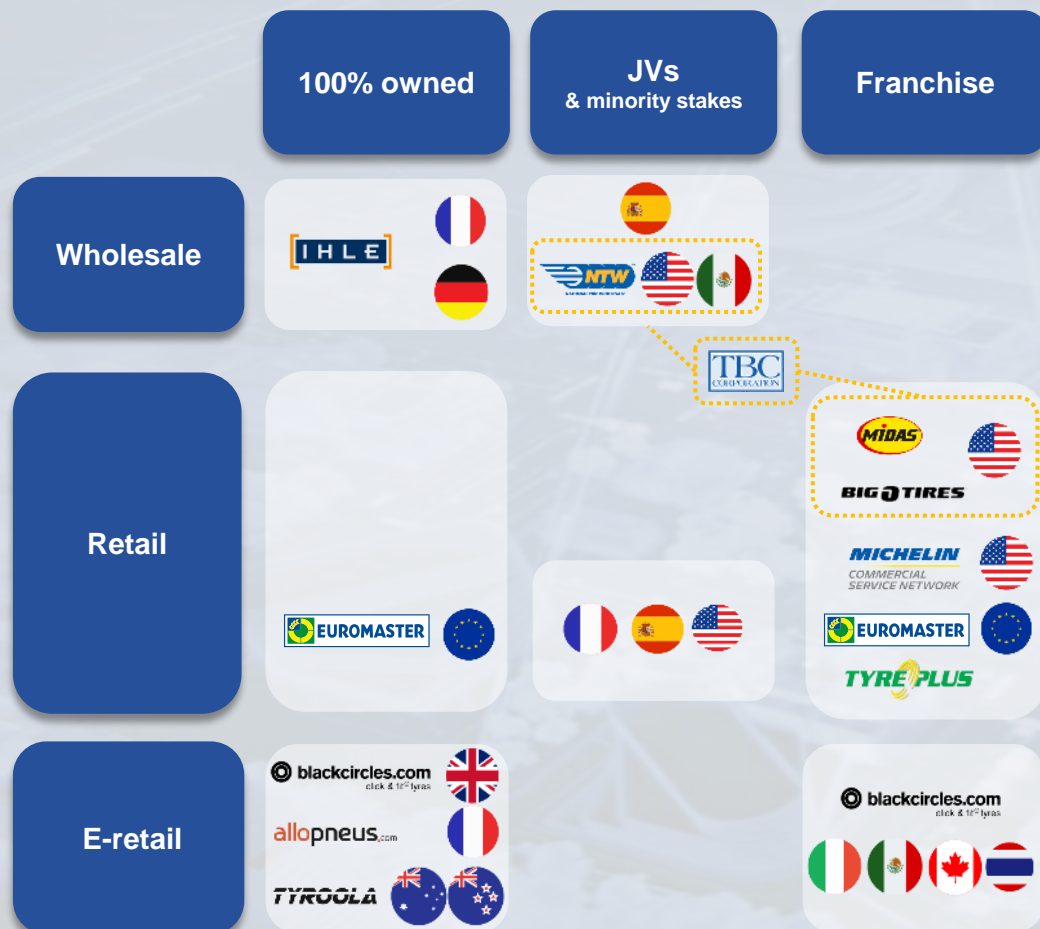 100% owned
JVs
& minority stakes
Franchise
Wholesale
[IHLE]
NTW
TBC
CORPORATION
MIDAS
BIG O TIRES
Retail
MICHELIN
COMMERCIAL
SERVICE NETWORK
EUROMASTER
EUROMASTER
TYREPLUS
blackcircles.com
click & fit tyres
blackcircles.com
click & fit tyres
E-retail
allopneus.com
TYROOLA